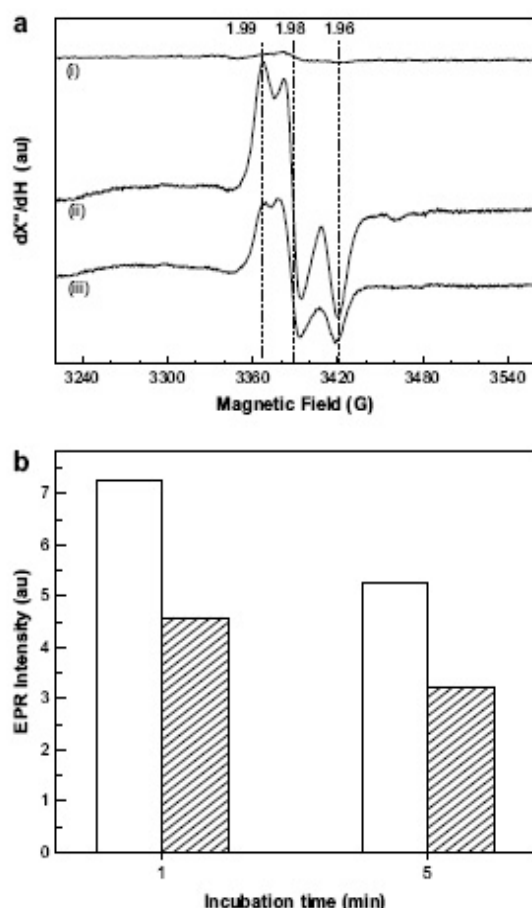 a
1.99 1.98 1.96
(i)
(ii)
(iii)
dX"/dH (au)
3240 3300 3360 3420 3480 3540
Magnetic Field (G)
b
7
6
5
4
3
2
1
0
EPR Intensity (au)
1 5
Incubation time (min)